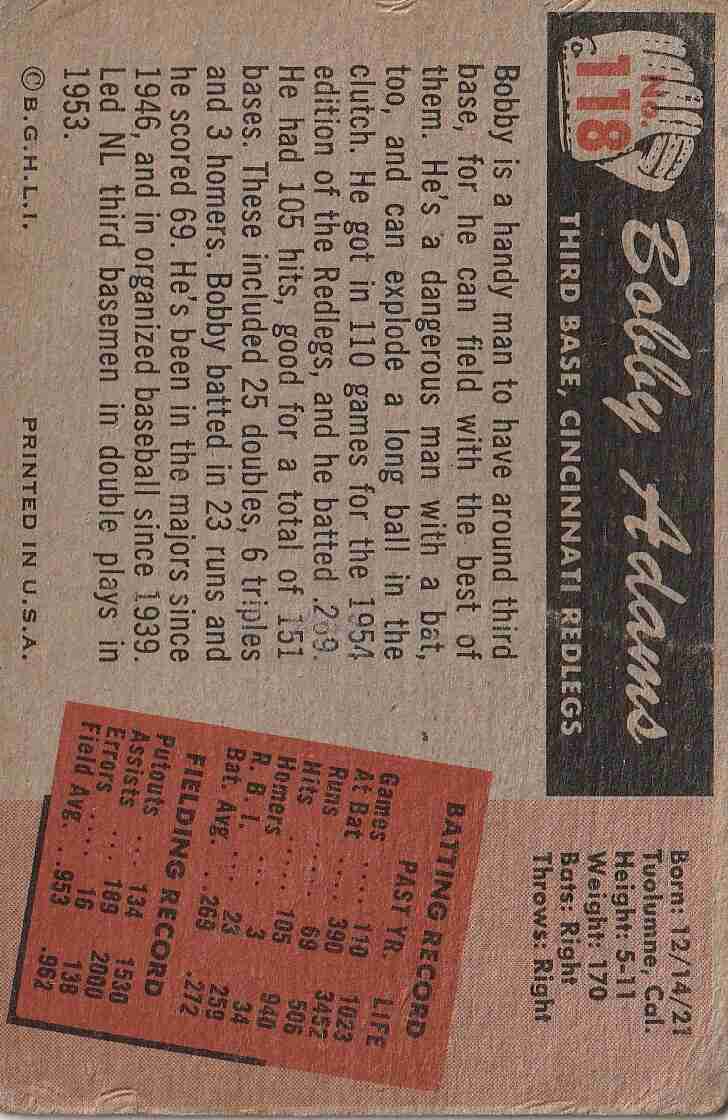 No.
118
Bobby Adams
THIRD BASE, CINCINNATI REDLEGS
Born: 12/14/21
Tuolumne, Cal.
Height: 5-11
Weight: 170
Bats: Right
Throws: Right
Bobby is a handy man to have around third
base, for he can field with the best of
them. He's a dangerous man with a bat,
too, and can explode a long ball in the
clutch. He got in 110 games for the 1954
edition of the Redlegs, and he batted .269.
He had 105 hits, good for a total of 151
bases. These included 25 doubles, 6 triples
and 3 homers. Bobby batted in 23 runs and
he scored 69. He's been in the majors since
1946, and in organized baseball since 1939.
Led NL third basemen in double plays in
1953.
BATTING RECORD
PAST YR. LIFE
Games .... 110 1023
At Bat .... 390 3452
Runs .... 69 506
Hits .... 105 940
Homers .... 3 34
R. B. I. .... 23 259
Bat. Avg. .... .269 .272
FIELDING RECORD
Putouts .... 134 1530
Assists .... 189 2000
Errors .... 16 138
Field Avg. .... .953 .962
© B.G.H.L.I. PRINTED IN U.S.A.